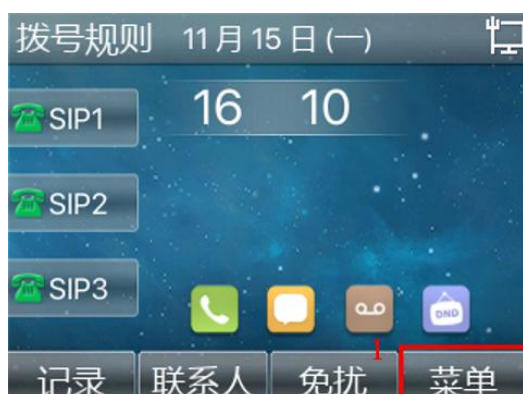 拨号规则 11月15日(一)
16 10
SIP1
SIP2
SIP3
DND
1
记录 联系人 免扰 菜单